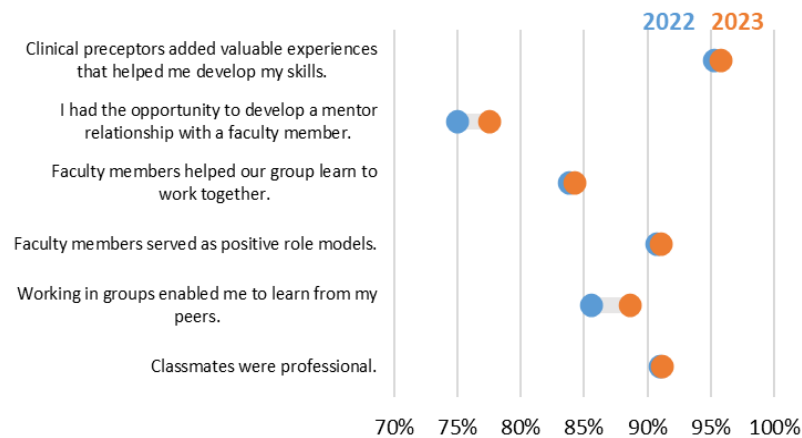 2022 2023
Clinical preceptors added valuable experiences
that helped me develop my skills.
I had the opportunity to develop a mentor
relationship with a faculty member.
Faculty members helped our group learn to
work together.
Faculty members served as positive role models.
Working in groups enabled me to learn from my
peers.
Classmates were professional.
70% 75% 80% 85% 90% 95% 100%